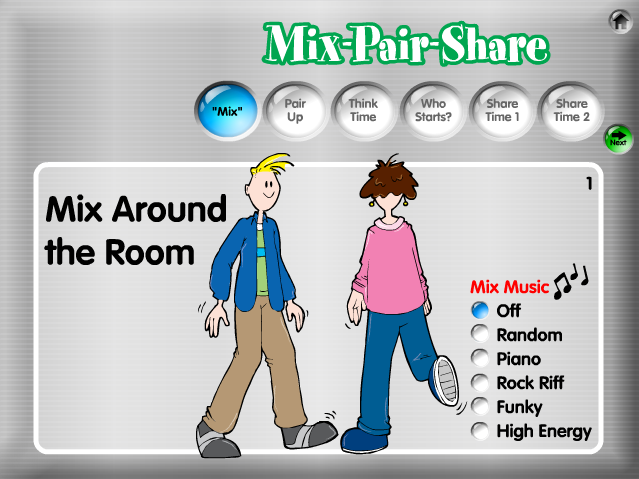 Mix-Pair-Share
"Mix"
Pair
Up
Think
Time
Who
Starts?
Share
Time 1
Share
Time 2
Next
1
Mix Around
the Room
Mix Music
Off
Random
Piano
Rock Riff
Funky
High Energy